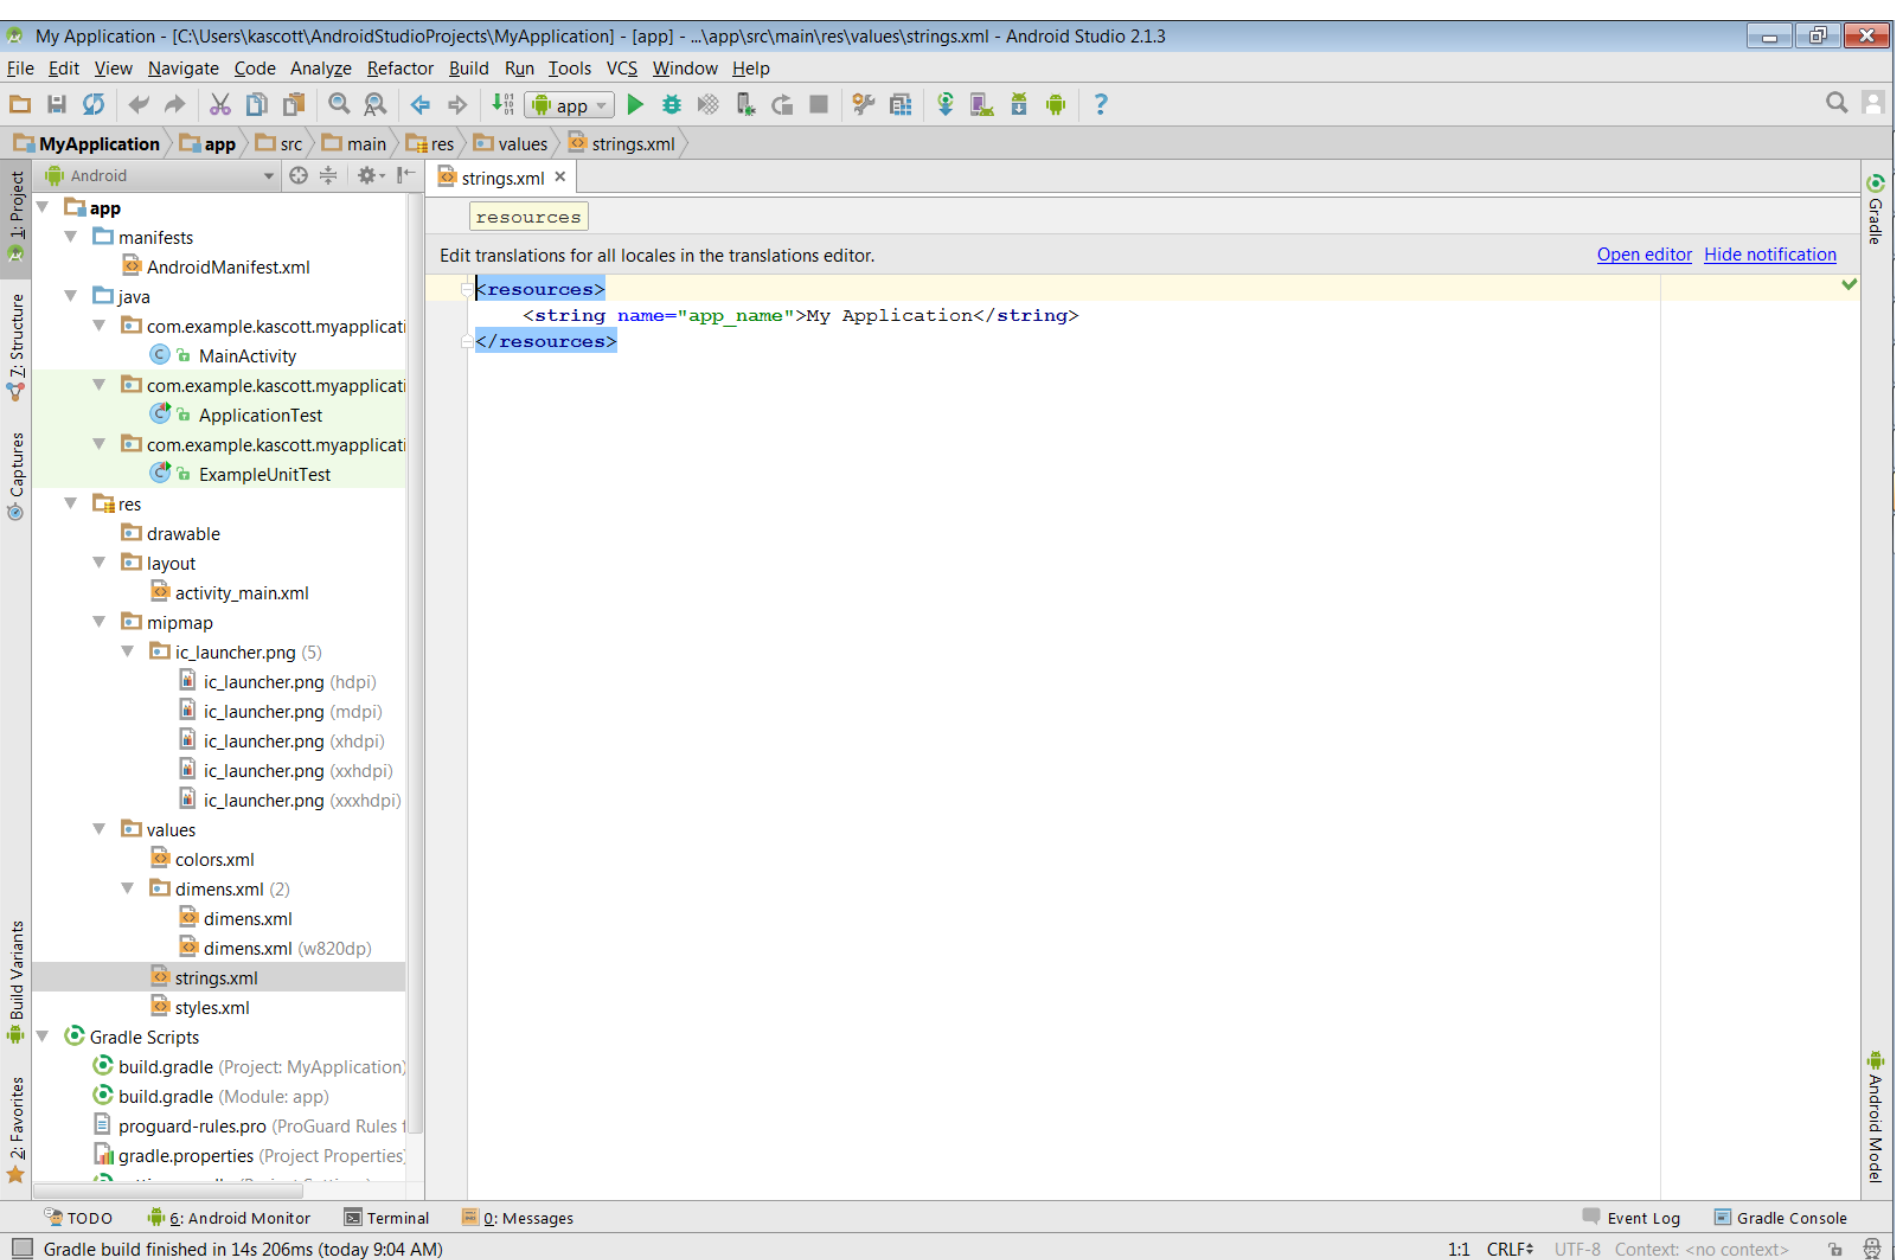 My Application - [C:\Users\kascott\AndroidStudioProjects\MyApplication] - [app] - ...\app\src\main\res\values\strings.xml - Android Studio 2.1.3
File Edit View Navigate Code Analyze Refactor Build Run Tools VCS Window Help
app
MyApplication app src main res values strings.xml
Android
strings.xml
1: Project
7: Structure
Captures
Build Variants
2: Favorites
app
manifests
AndroidManifest.xml
java
com.example.kascott.myapplicati
MainActivity
com.example.kascott.myapplicati
ApplicationTest
com.example.kascott.myapplicati
ExampleUnitTest
res
drawable
layout
activity_main.xml
mipmap
ic_launcher.png (5)
ic_launcher.png (hdpi)
ic_launcher.png (mdpi)
ic_launcher.png (xhdpi)
ic_launcher.png (xxhdpi)
ic_launcher.png (xxxhdpi)
values
colors.xml
dimens.xml (2)
dimens.xml
dimens.xml (w820dp)
strings.xml
styles.xml
Gradle Scripts
build.gradle (Project: MyApplication)
build.gradle (Module: app)
proguard-rules.pro (ProGuard Rules f
gradle.properties (Project Properties)
resources
Edit translations for all locales in the translations editor. Open editor Hide notification
<resources>
<string name="app_name">My Application</string>
</resources>
Gradle
Android Model
TODO 6: Android Monitor Terminal 0: Messages Event Log Gradle Console
Gradle build finished in 14s 206ms (today 9:04 AM) 1:1 CRLF UTF-8 Context: <no context>